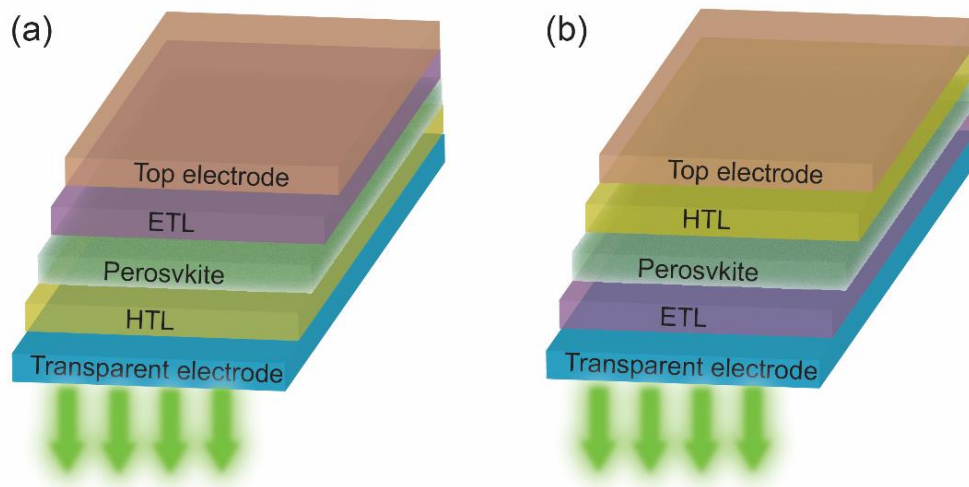 (a)
Top electrode
ETL
Perosvkite
HTL
Transparent electrode
(b)
Top electrode
HTL
Perosvkite
ETL
Transparent electrode